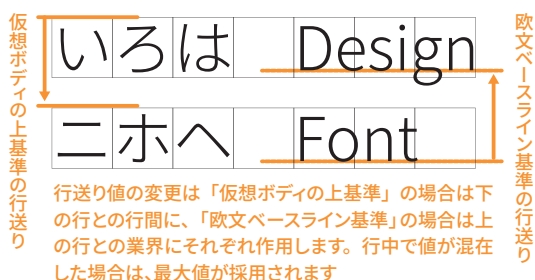 仮想ボディの上基準の行送り
いろは Design
ニホヘ Font
欧文ベースライン基準の行送り
行送り値の変更は「仮想ボディの上基準」の場合は下
の行との行間に、「欧文ベースライン基準」の場合は上
の行との業界にそれぞれ作用します。行中で値が混在
した場合は、最大値が採用されます